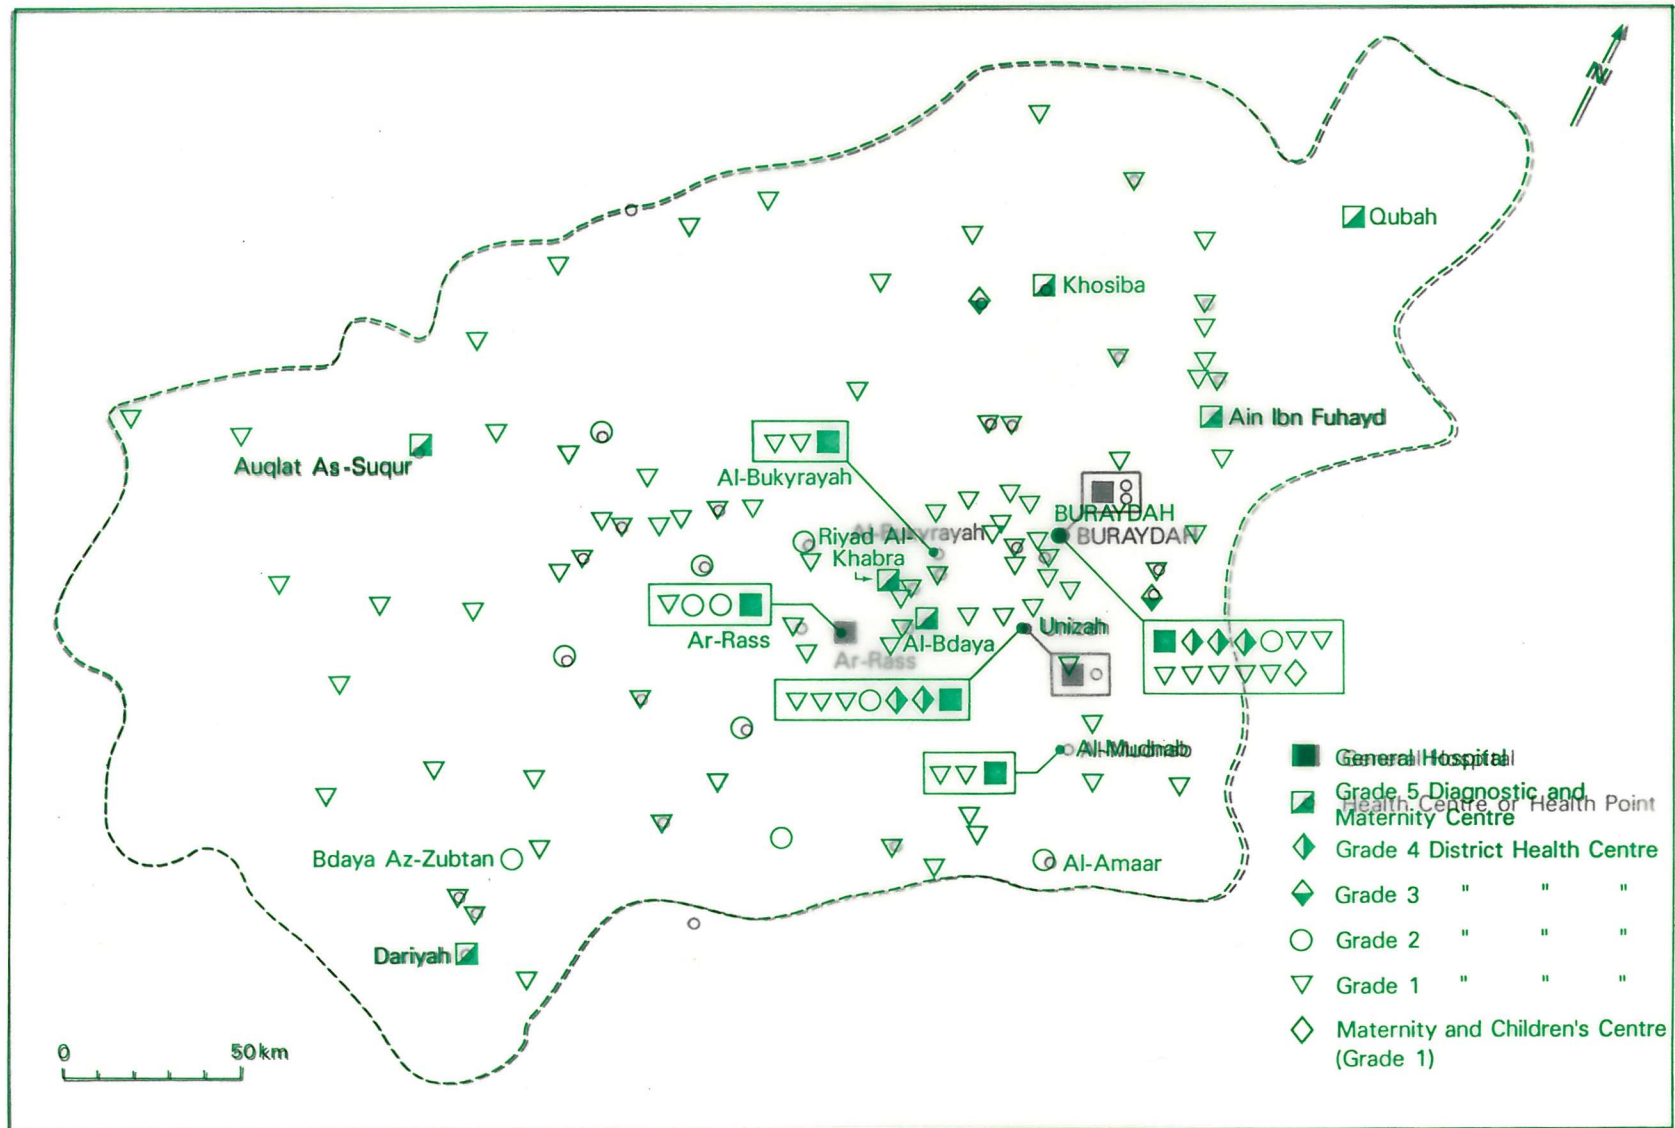 N
Qubah
Khosiba
Ain Ibn Fuhayd
Auqlat As-Suqur
Al-Bukyrayah
BURAYDAH
Al-Bukyrayah
BURAYDAH
Riyad Al-
Khabra
Ar-Rass
Unizah
Al-Bdaya
Ar-Rass
Al-Mudnab
Bdaya Az-Zubtan
Al-Amaar
Dariyah
0 50km
General Hospital
Grade 5 Diagnostic and
Maternity Centre
Health Centre or Health Point
Grade 4 District Health Centre
Grade 3 " " "
Grade 2 " " "
Grade 1 " " "
Maternity and Children's Centre
(Grade 1)